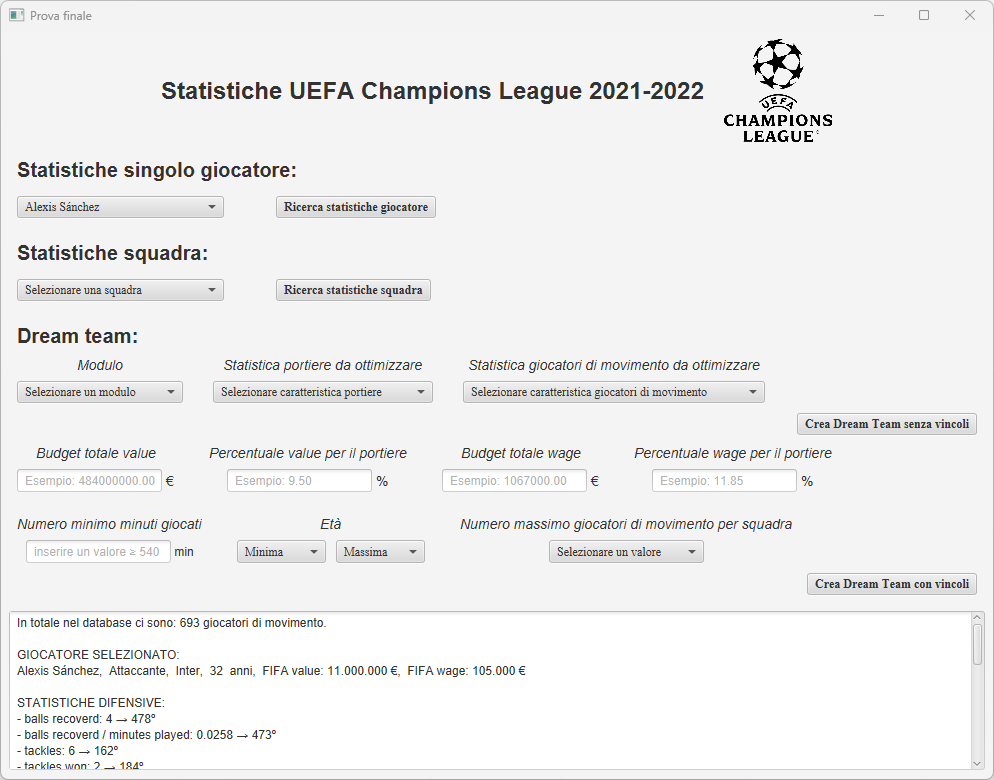 Prova finale
Statistiche UEFA Champions League 2021-2022
UEFA
CHAMPIONS
LEAGUE
Statistiche singolo giocatore:
Alexis Sánchez Ricerca statistiche giocatore
Statistiche squadra:
Selezionare una squadra Ricerca statistiche squadra
Dream team:
Modulo Statistica portiere da ottimizzare Statistica giocatori di movimento da ottimizzare
Selezionare un modulo Selezionare caratteristica portiere Selezionare caratteristica giocatori di movimento
Crea Dream Team senza vincoli
Budget totale value Percentuale value per il portiere Budget totale wage Percentuale wage per il portiere
Esempio: 484000000.00 € Esempio: 9.50 % Esempio: 1067000.00 € Esempio: 11.85 %
Numero minimo minuti giocati Età Numero massimo giocatori di movimento per squadra
inserire un valore ≥ 540 min Minima Massima Selezionare un valore
Crea Dream Team con vincoli
In totale nel database ci sono: 693 giocatori di movimento.
GIOCATORE SELEZIONATO:
Alexis Sánchez, Attaccante, Inter, 32 anni, FIFA value: 11.000.000 €, FIFA wage: 105.000 €
STATISTICHE DIFENSIVE:
- balls recoverd: 4 → 478º
- balls recoverd / minutes played: 0.0258 → 473º
- tackles: 6 → 162º
- tackles won: 2 → 184º